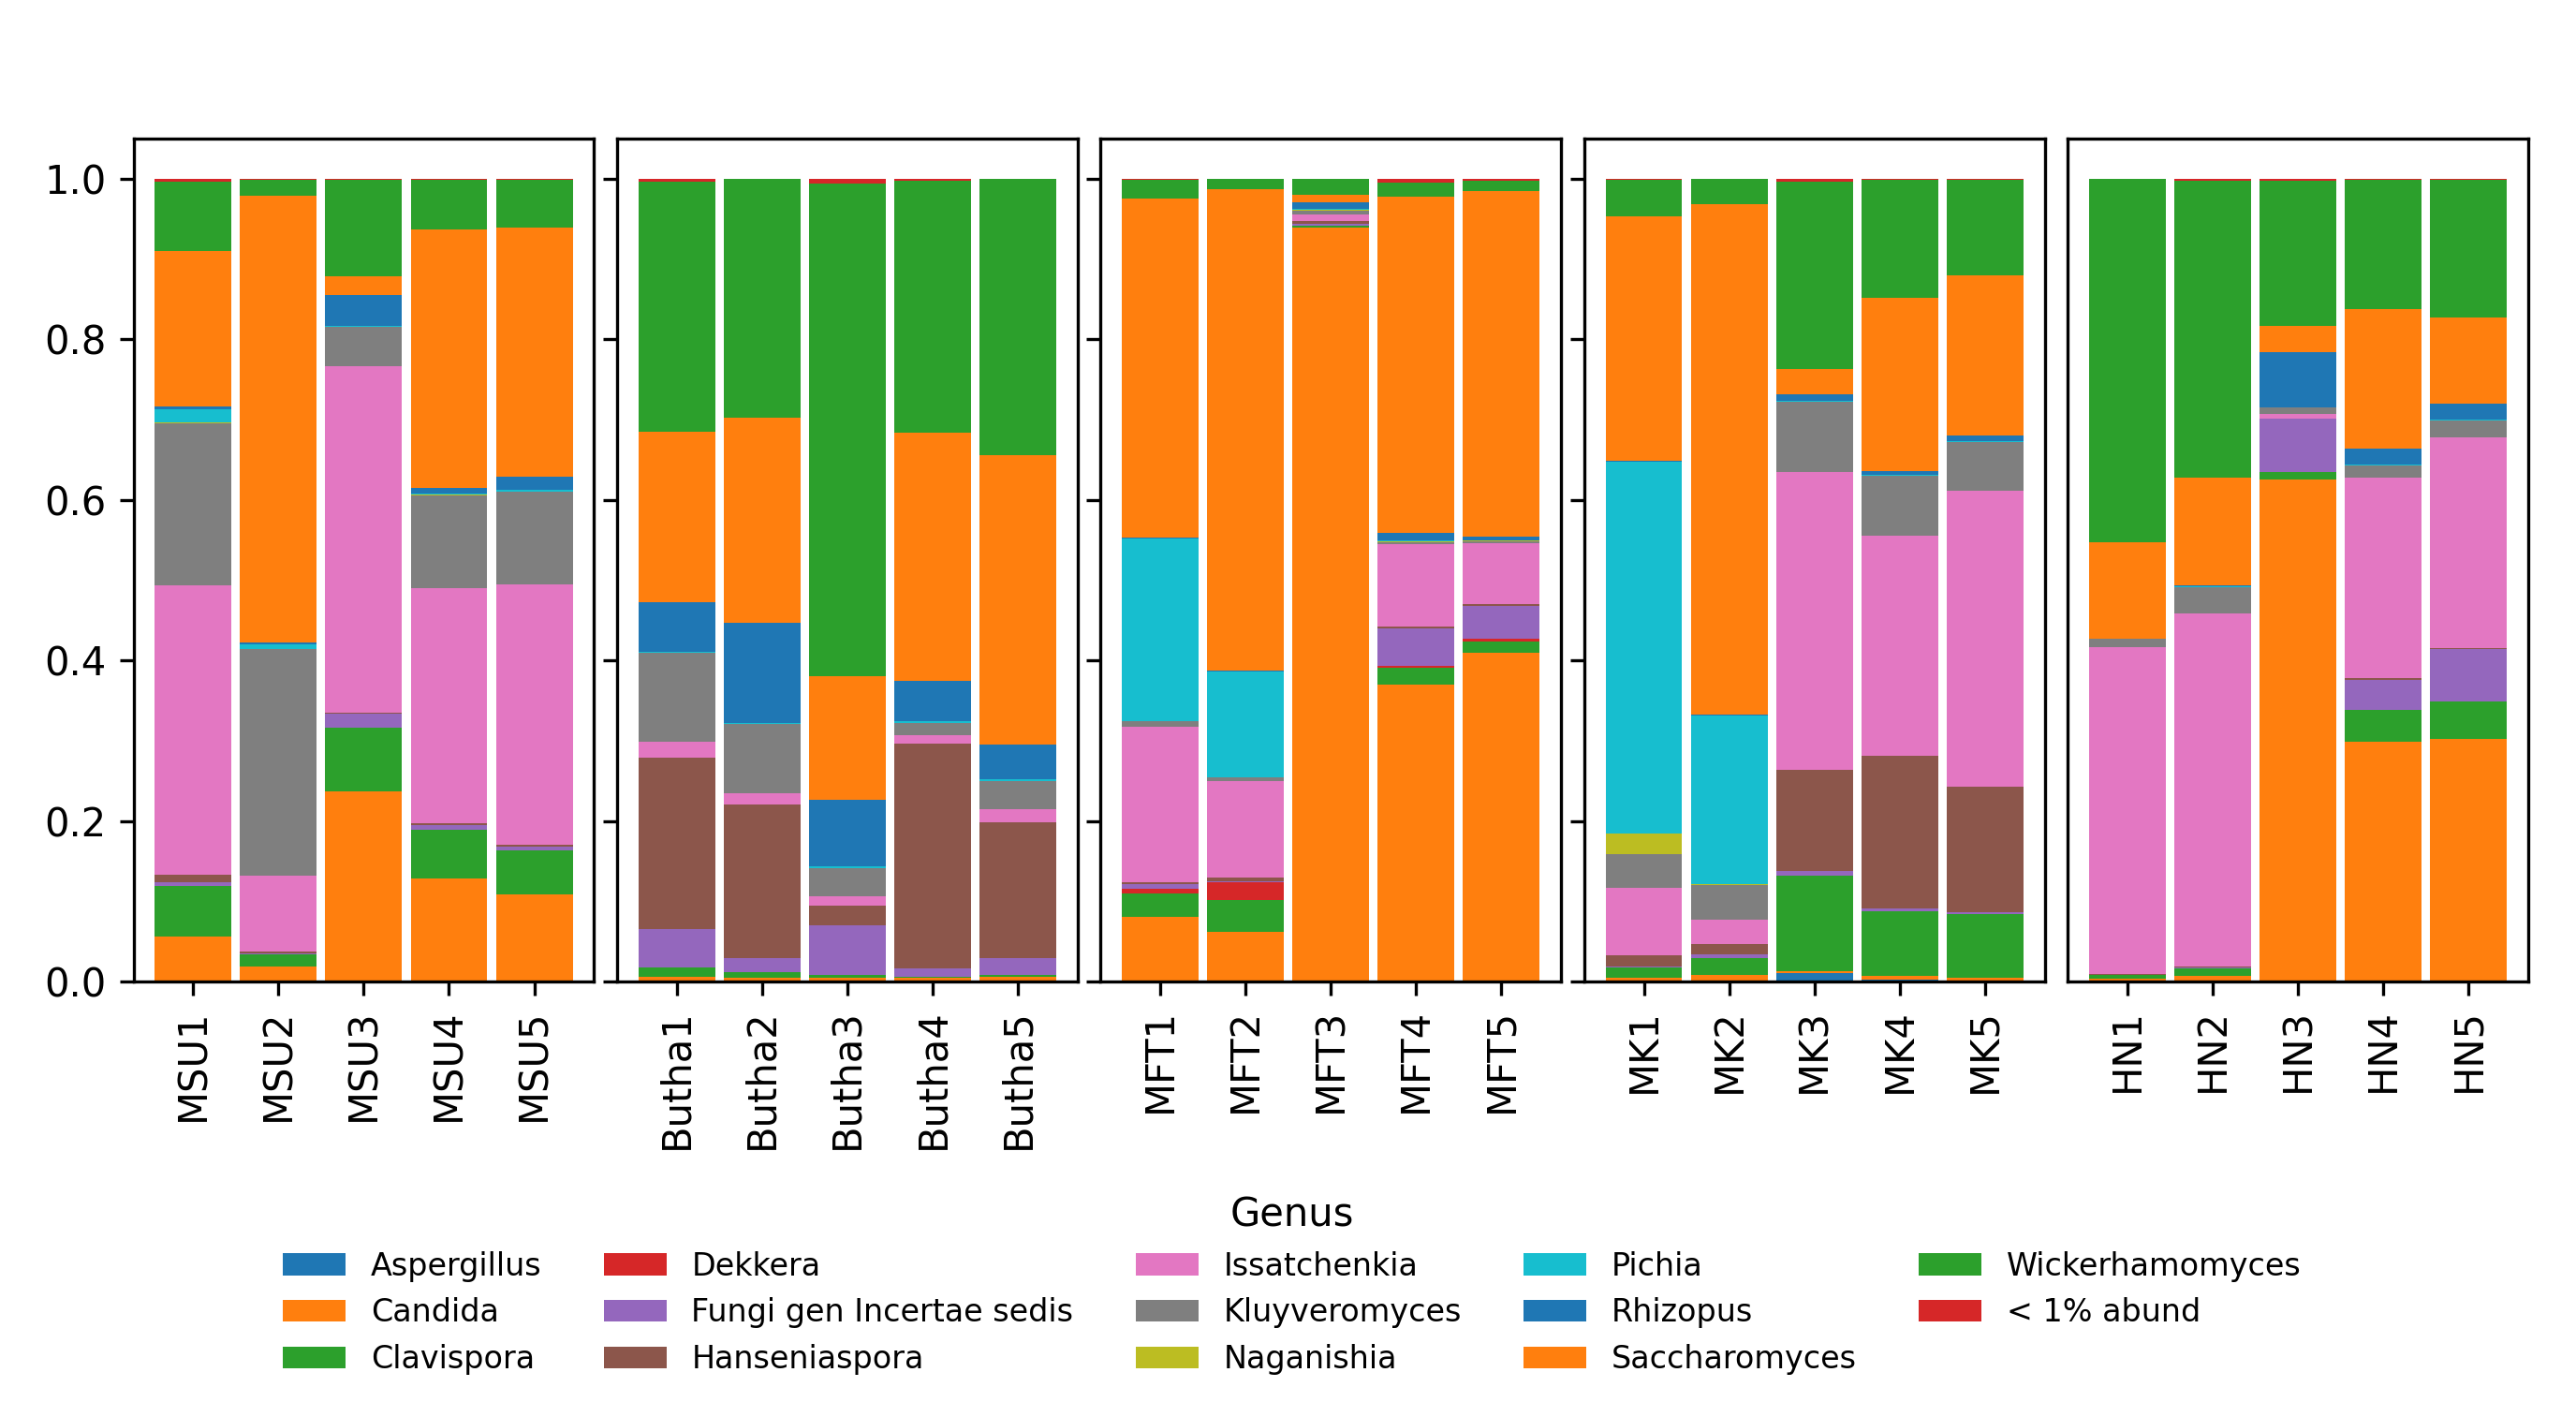 1.0
0.8
0.6
0.4
0.2
0.0
MSU1 MSU2 MSU3 MSU4 MSU5 Butha1 Butha2 Butha3 Butha4 Butha5 MFT1 MFT2 MFT3 MFT4 MFT5 MK1 MK2 MK3 MK4 MK5 HN1 HN2 HN3 HN4 HN5
Genus
Aspergillus Dekkera Issatchenkia Pichia Wickerhamomyces
Candida Fungi gen Incertae sedis Kluyveromyces Rhizopus < 1% abund
Clavispora Hanseniaspora Naganishia Saccharomyces